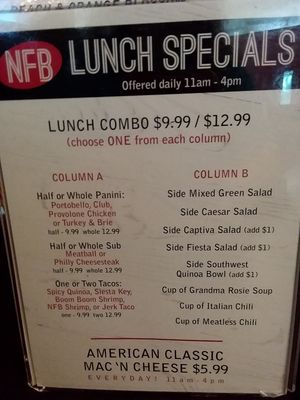 PEACH & ORANGE BLOSSOM
NFB LUNCH SPECIALS
Offered daily 11am - 4pm
LUNCH COMBO $9.99 / $12.99
(choose ONE from each column)
COLUMN A
Half or Whole Panini:
Portobello, Club,
Provolone Chicken
or Turkey & Brie
half - 9.99 whole 12.99
Half or Whole Sub
Meatball or
Philly Cheesesteak
half - 9.99 whole 12.99
One or Two Tacos:
Spicy Quinoa, Siesta Key,
Boom Boom Shrimp,
NFB Shrimp, or Jerk Taco
one - 9.99 two 12.99
COLUMN B
Side Mixed Green Salad
Side Caesar Salad
Side Captiva Salad (add $1)
Side Fiesta Salad (add $1)
Side Southwest
Quinoa Bowl (add $1)
Cup of Grandma Rosie Soup
Cup of Italian Chili
Cup of Meatless Chili
AMERICAN CLASSIC
MAC 'N CHEESE $5.99
EVERYDAY! 11am-4pm